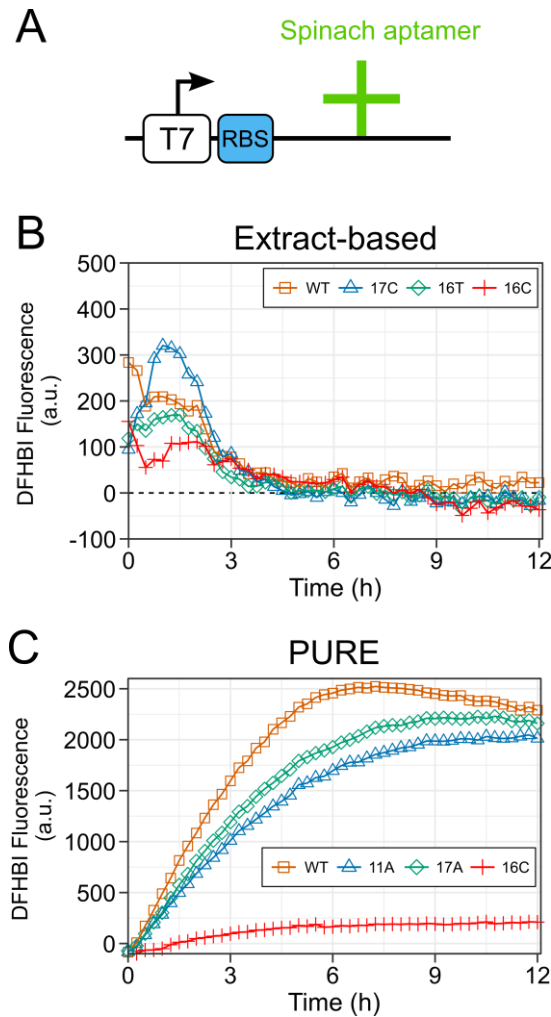 A
Spinach aptamer
T7
RBS
B
Extract-based
WT 17C 16T 16C
500
400
300
200
100
0
-100
DFHBI Fluorescence
(a.u.)
0 3 6 9 12
Time (h)
C
PURE
2500
2000
1500
1000
500
0
DFHBI Fluorescence
(a.u.)
WT 11A 17A 16C
0 3 6 9 12
Time (h)